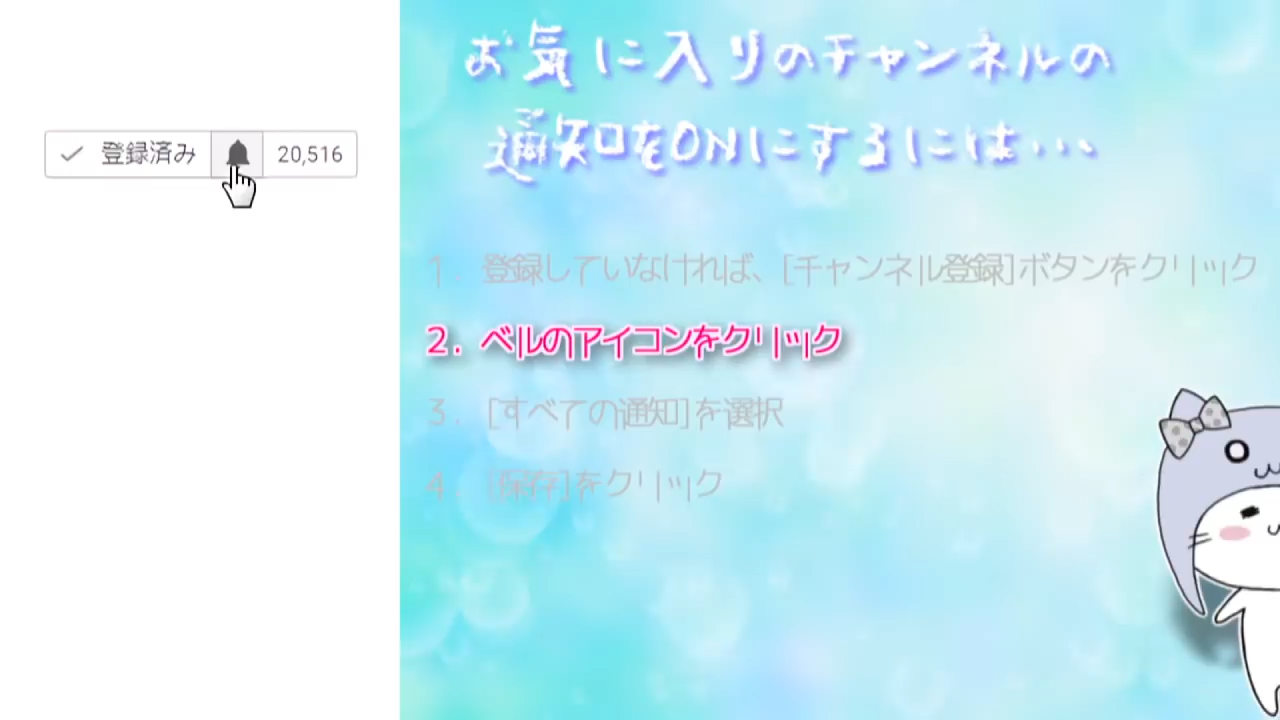 登録済み 20,516
お気に入りのチャンネルの
通知をONにするには…
1. 登録していなければ、[チャンネル登録]ボタンをクリック
2. ベルのアイコンをクリック
3. [すべての通知]を選択
4. [保存]をクリック